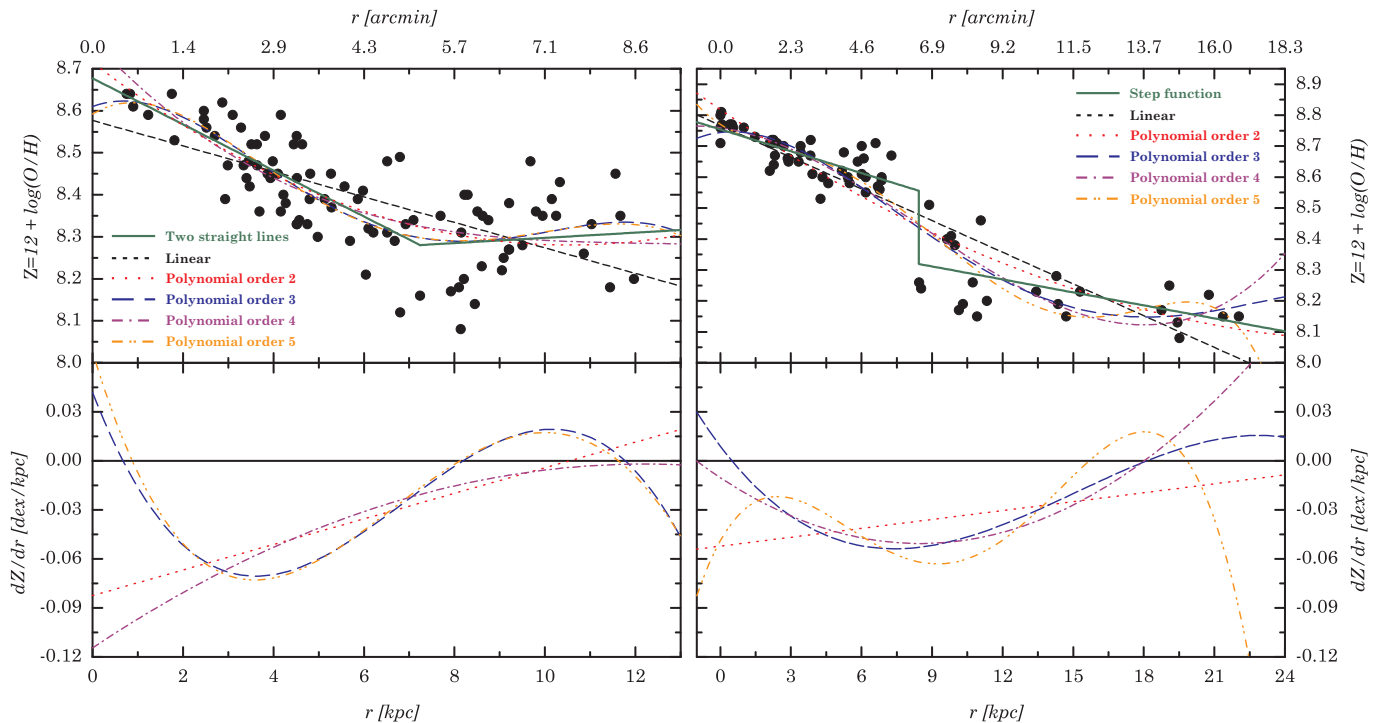 r [arcmin]
0.0 1.4 2.9 4.3 5.7 7.1 8.6
8.7
8.6
8.5
8.4
8.3
8.2
8.1
8.0
Z=12 + log(O/H)
Two straight lines
Linear
Polynomial order 2
Polynomial order 3
Polynomial order 4
Polynomial order 5
0.03
0.00
-0.03
-0.06
-0.09
-0.12
dZ/dr [dex/kpc]
0 2 4 6 8 10 12
r [kpc]
r [arcmin]
0.0 2.3 4.6 6.9 9.2 11.5 13.7 16.0 18.3
Step function
Linear
Polynomial order 2
Polynomial order 3
Polynomial order 4
Polynomial order 5
8.9
8.8
8.7
8.6
8.5
8.4
8.3
8.2
8.1
8.0
Z=12 + log(O/H)
0.03
0.00
-0.03
-0.06
-0.09
-0.12
dZ/dr [dex/kpc]
0 3 6 9 12 15 18 21 24
r [kpc]